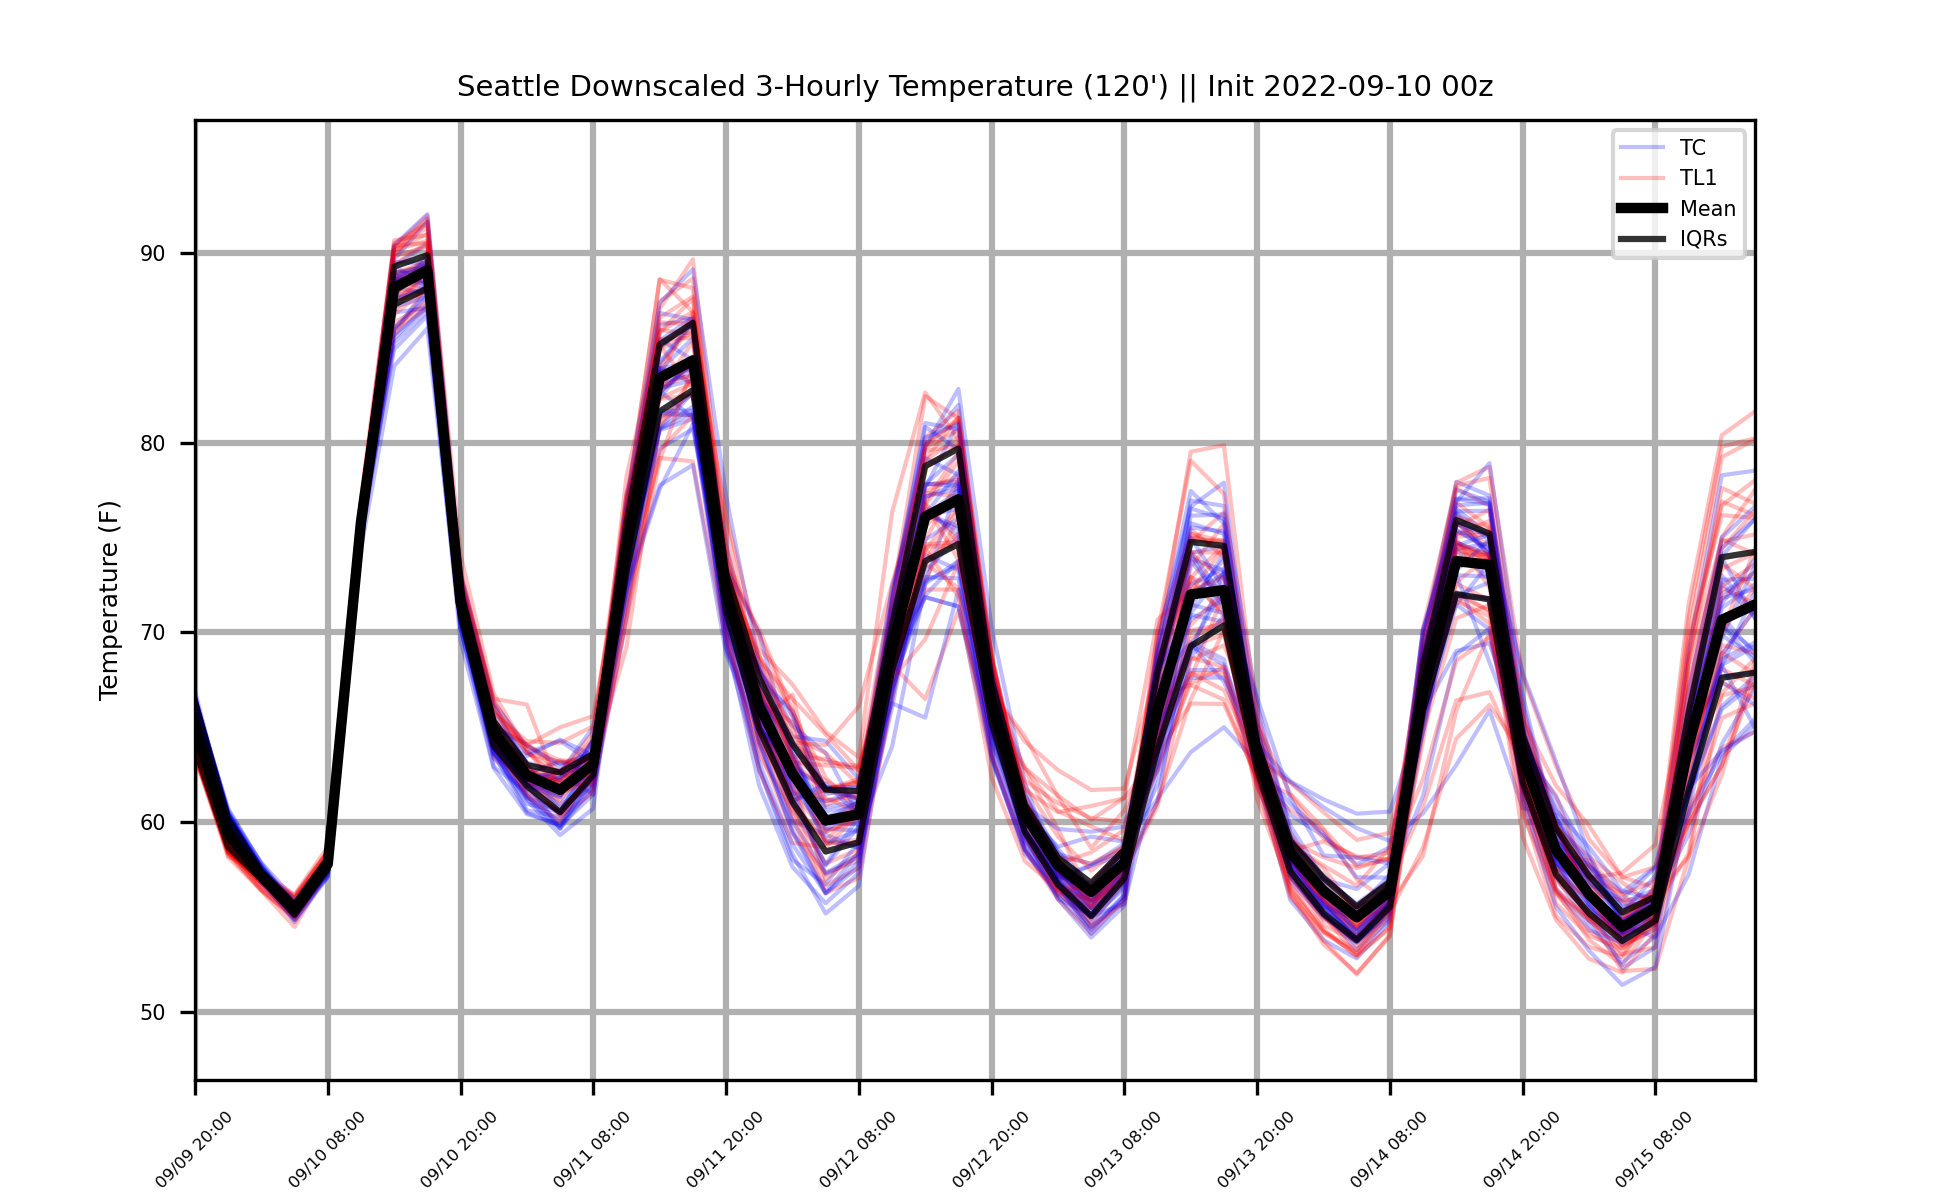 Seattle Downscaled 3-Hourly Temperature (120') || Init 2022-09-10 00z
TC
TL1
Mean
IQRs
Temperature (F)
90
80
70
60
50
09/09 20:00
09/10 08:00
09/10 20:00
09/11 08:00
09/11 20:00
09/12 08:00
09/12 20:00
09/13 08:00
09/13 20:00
09/14 08:00
09/14 20:00
09/15 08:00